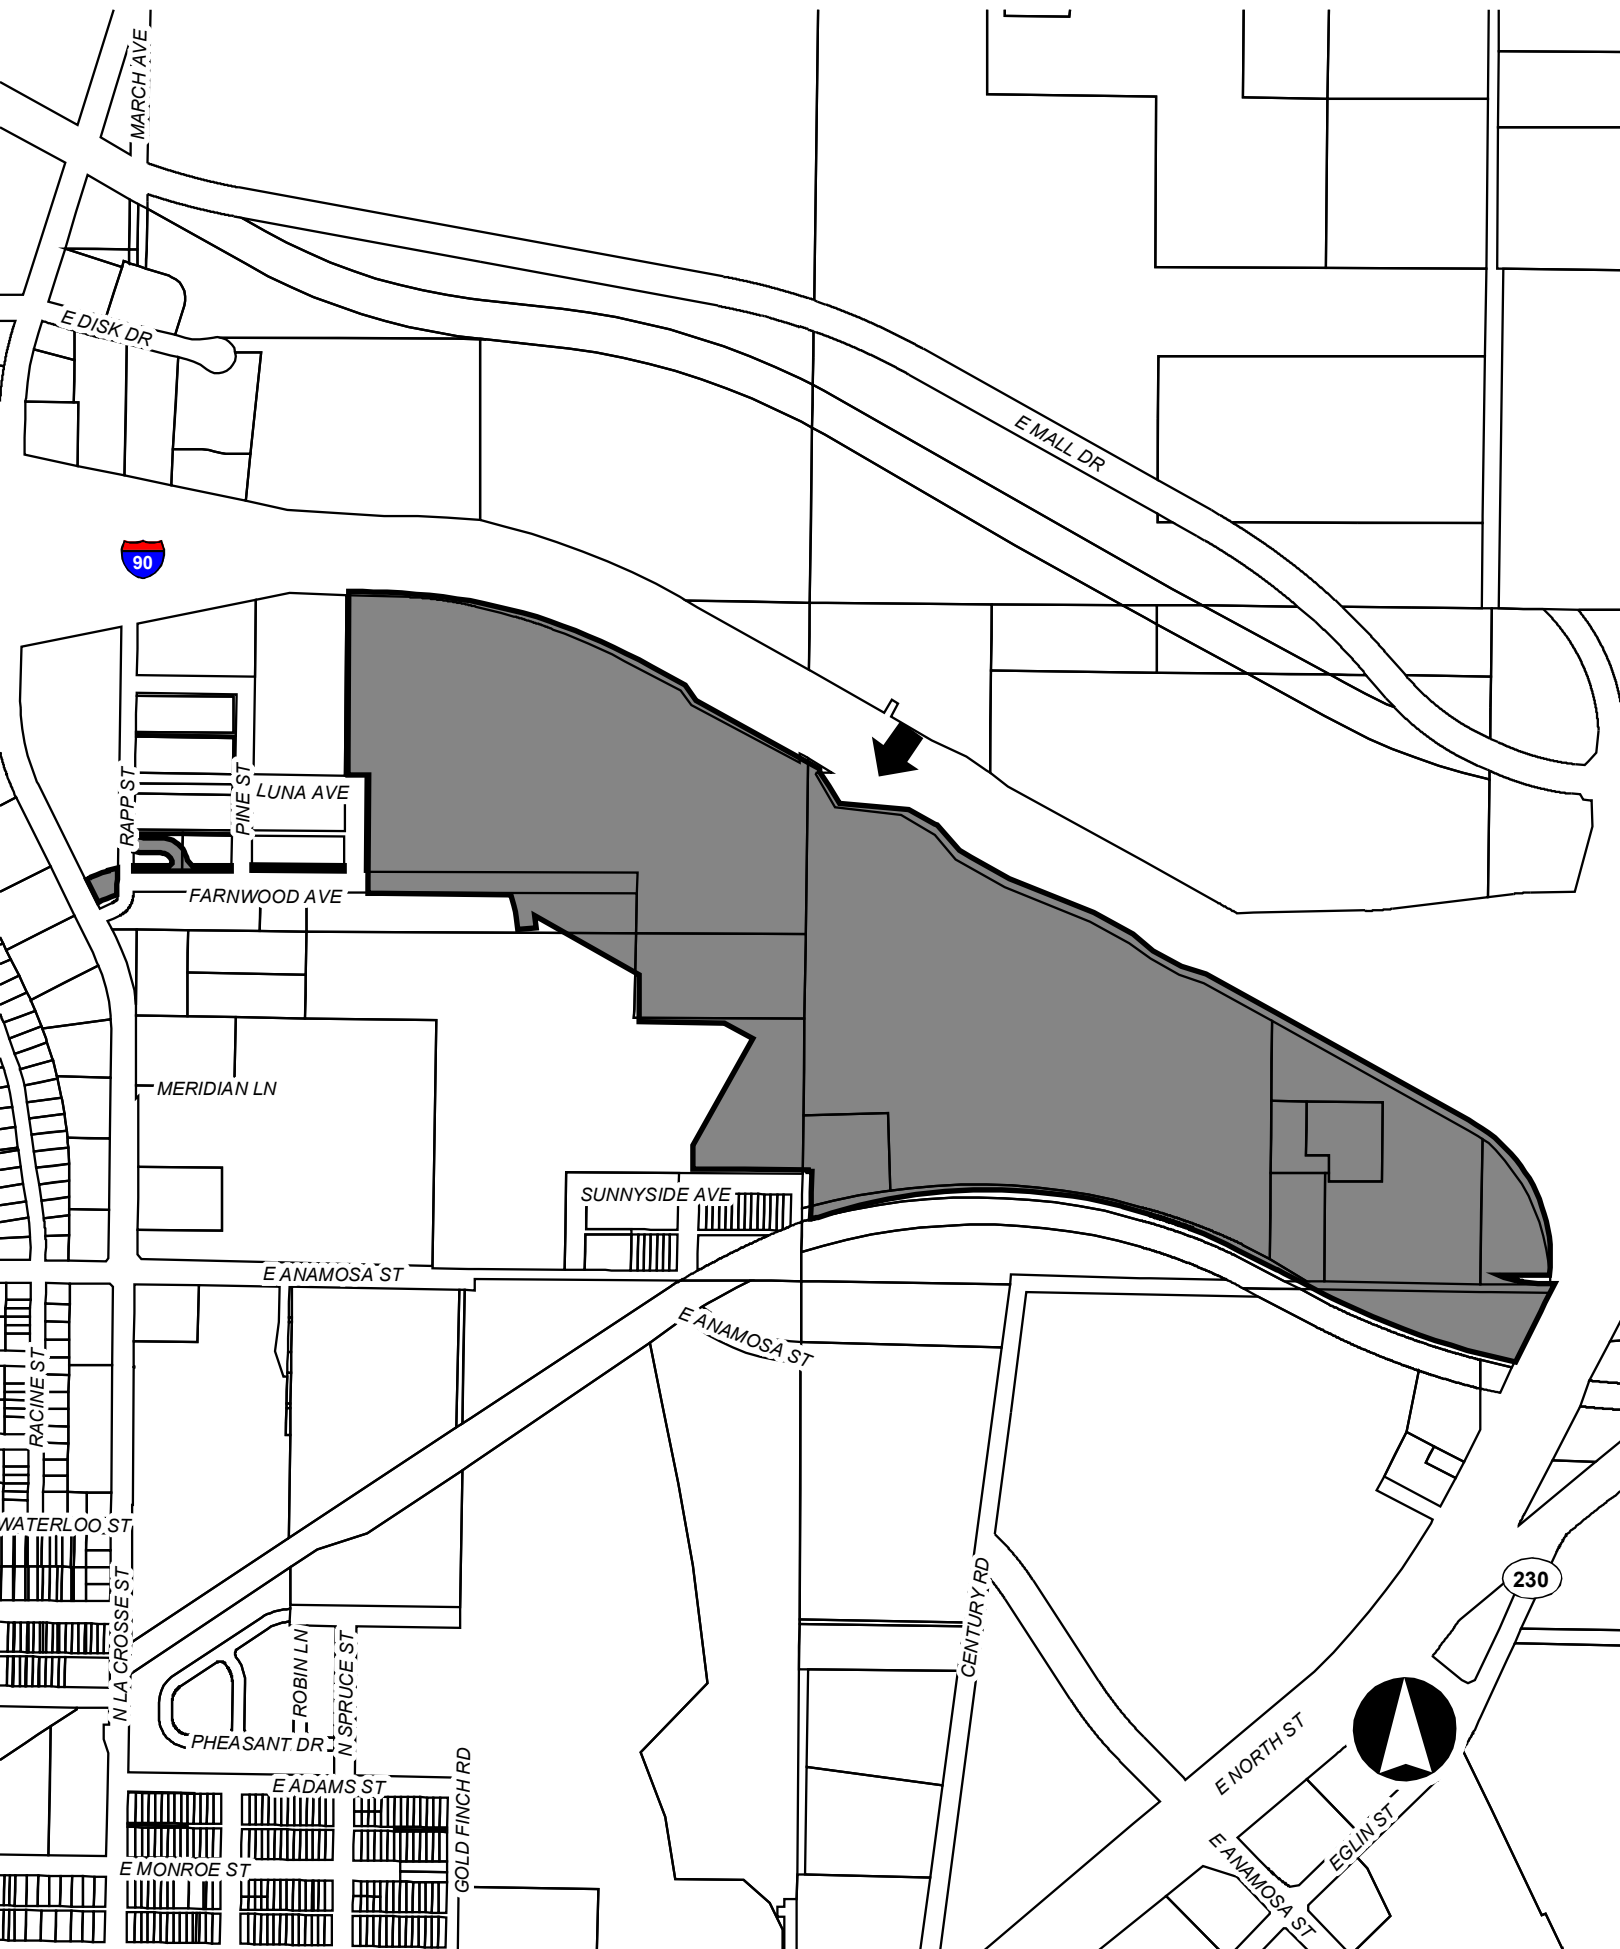 MARCH AVE
E DISK DR
E MALL DR
90
LUNA AVE
RAPP ST
PINE ST
FARNWOOD AVE
MERIDIAN LN
SUNNYSIDE AVE
E ANAMOSA ST
E ANAMOSA ST
RACINE ST
WATERLOO ST
N LA CROSSE ST
CENTURY RD
230
ROBIN LN
N SPRUCE ST
PHEASANT DR
E NORTH ST
E ADAMS ST
GOLD FINCH RD
EGLIN ST
E MONROE ST
E ANAMOSA ST